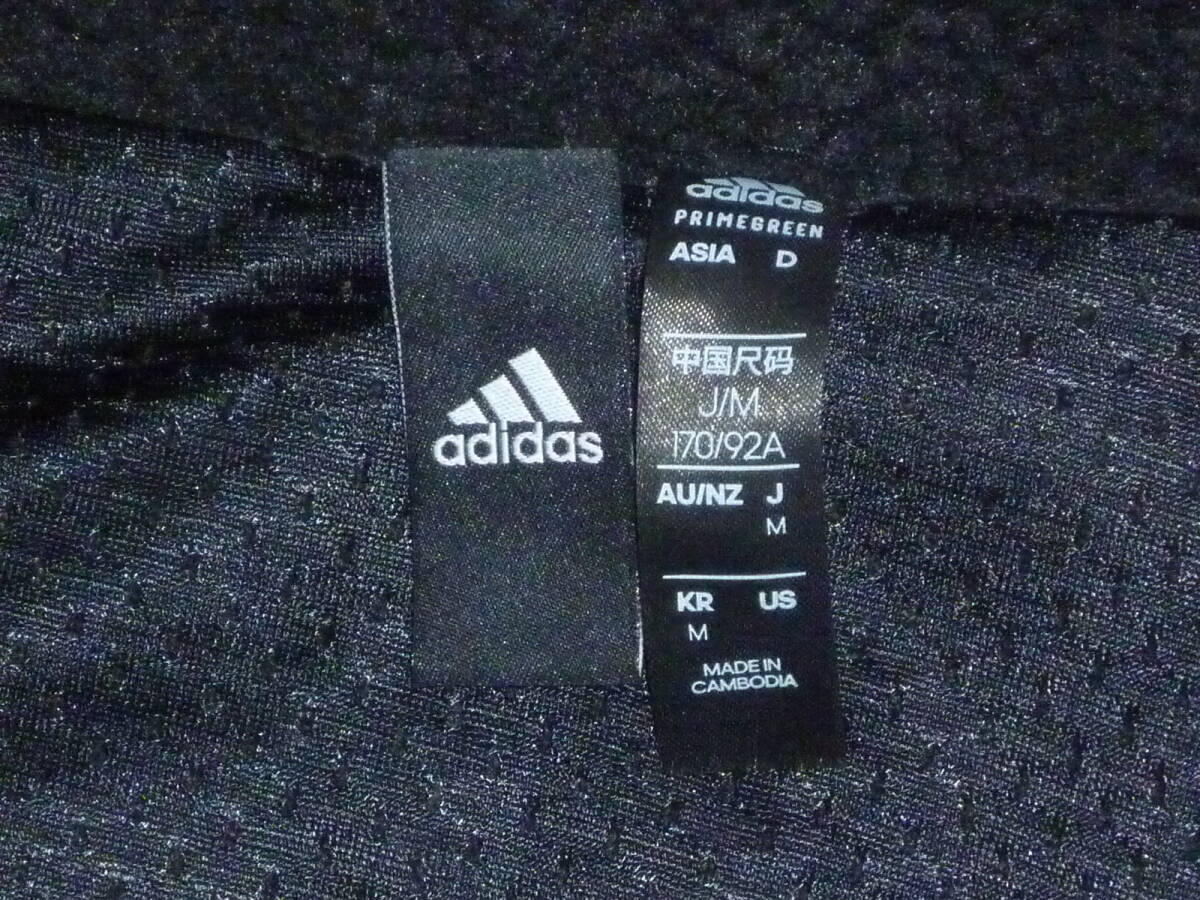 adidas
adidas
PRIMEGREEN
ASIA D
中国尺码
J/M
170/92A
AU/NZ J
M
KR US
M
MADE IN
CAMBODIA